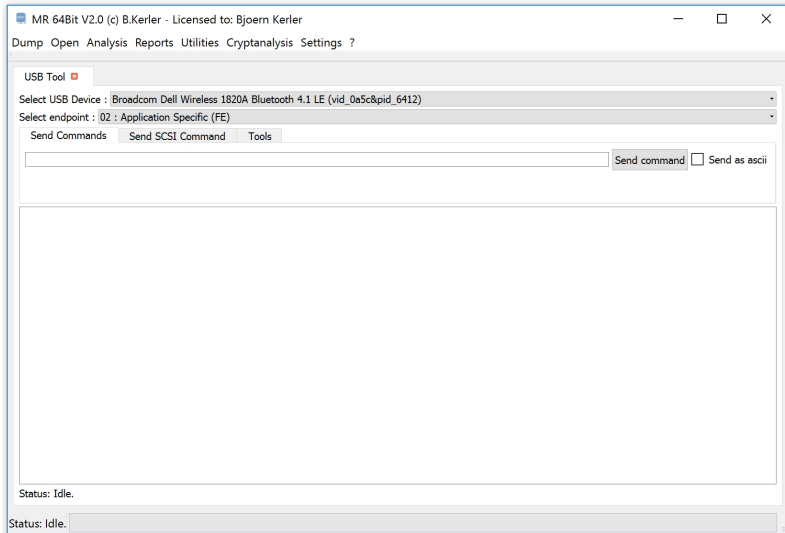 MR 64Bit V2.0 (c) B.Kerler - Licensed to: Bjoern Kerler
Dump Open Analysis Reports Utilities Cryptanalysis Settings ?
USB Tool
Select USB Device : Broadcom Dell Wireless 1820A Bluetooth 4.1 LE (vid_0a5c&pid_6412)
Select endpoint : 02 : Application Specific (FE)
Send Commands Send SCSI Command Tools
Send command Send as ascii
Status: Idle.
Status: Idle.